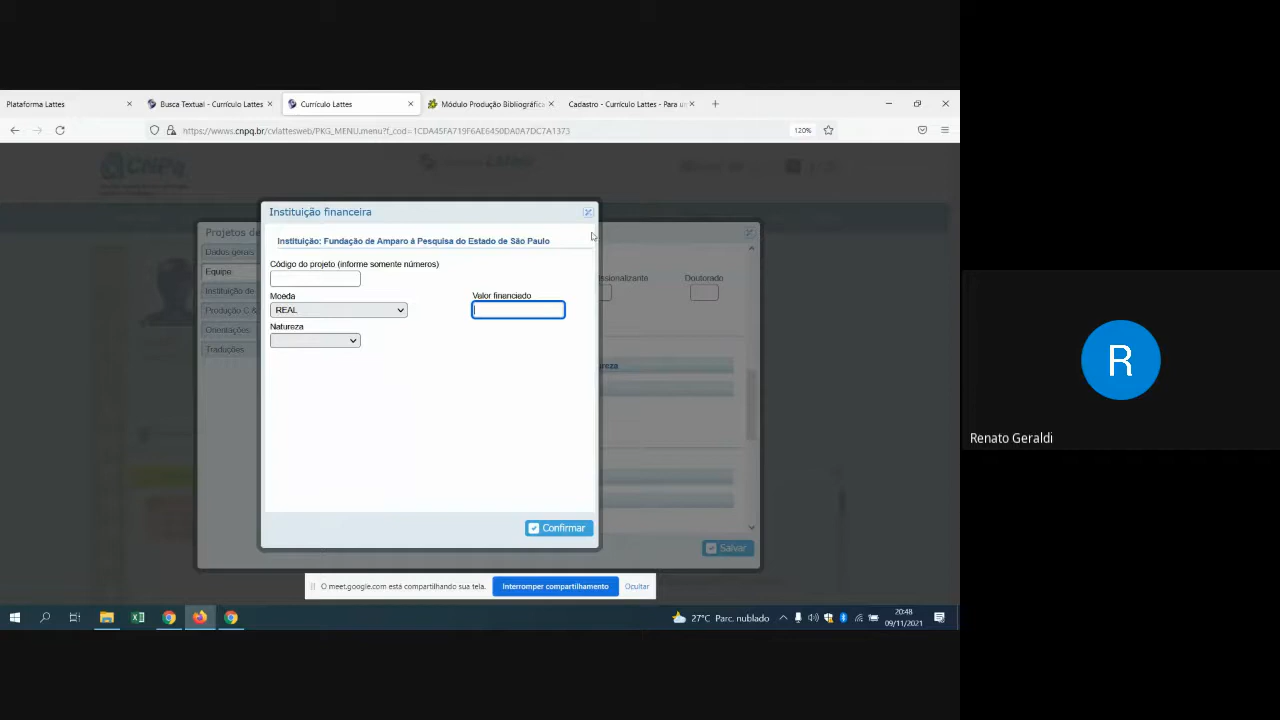 Plataforma Lattes
Busca Textual - Currículo Lattes
Currículo Lattes
Módulo Produção Bibliográfica
Cadastro - Currículo Lattes - Para u
https://wwws.cnpq.br/cvlattesweb/PKG_MENU.menu?f_cod=1CDA45FA719F6AE6450DA0A7DC7A1373
120%
CNPq
Projetos de
Dados gerais
Equipe
Instituição de
Produção C &
Orientações
Traduções
Instituição financeira
Instituição: Fundação de Amparo à Pesquisa do Estado de São Paulo
Código do projeto (informe somente números)
Moeda
Valor financiado
REAL
Natureza
Confirmar
ssionalizante
Doutorado
reza
Salvar
O meet.google.com está compartilhando sua tela.
Interromper compartilhamento
Ocultar
27°C Parc. nublado
20:48
09/11/2021
R
Renato Geraldi